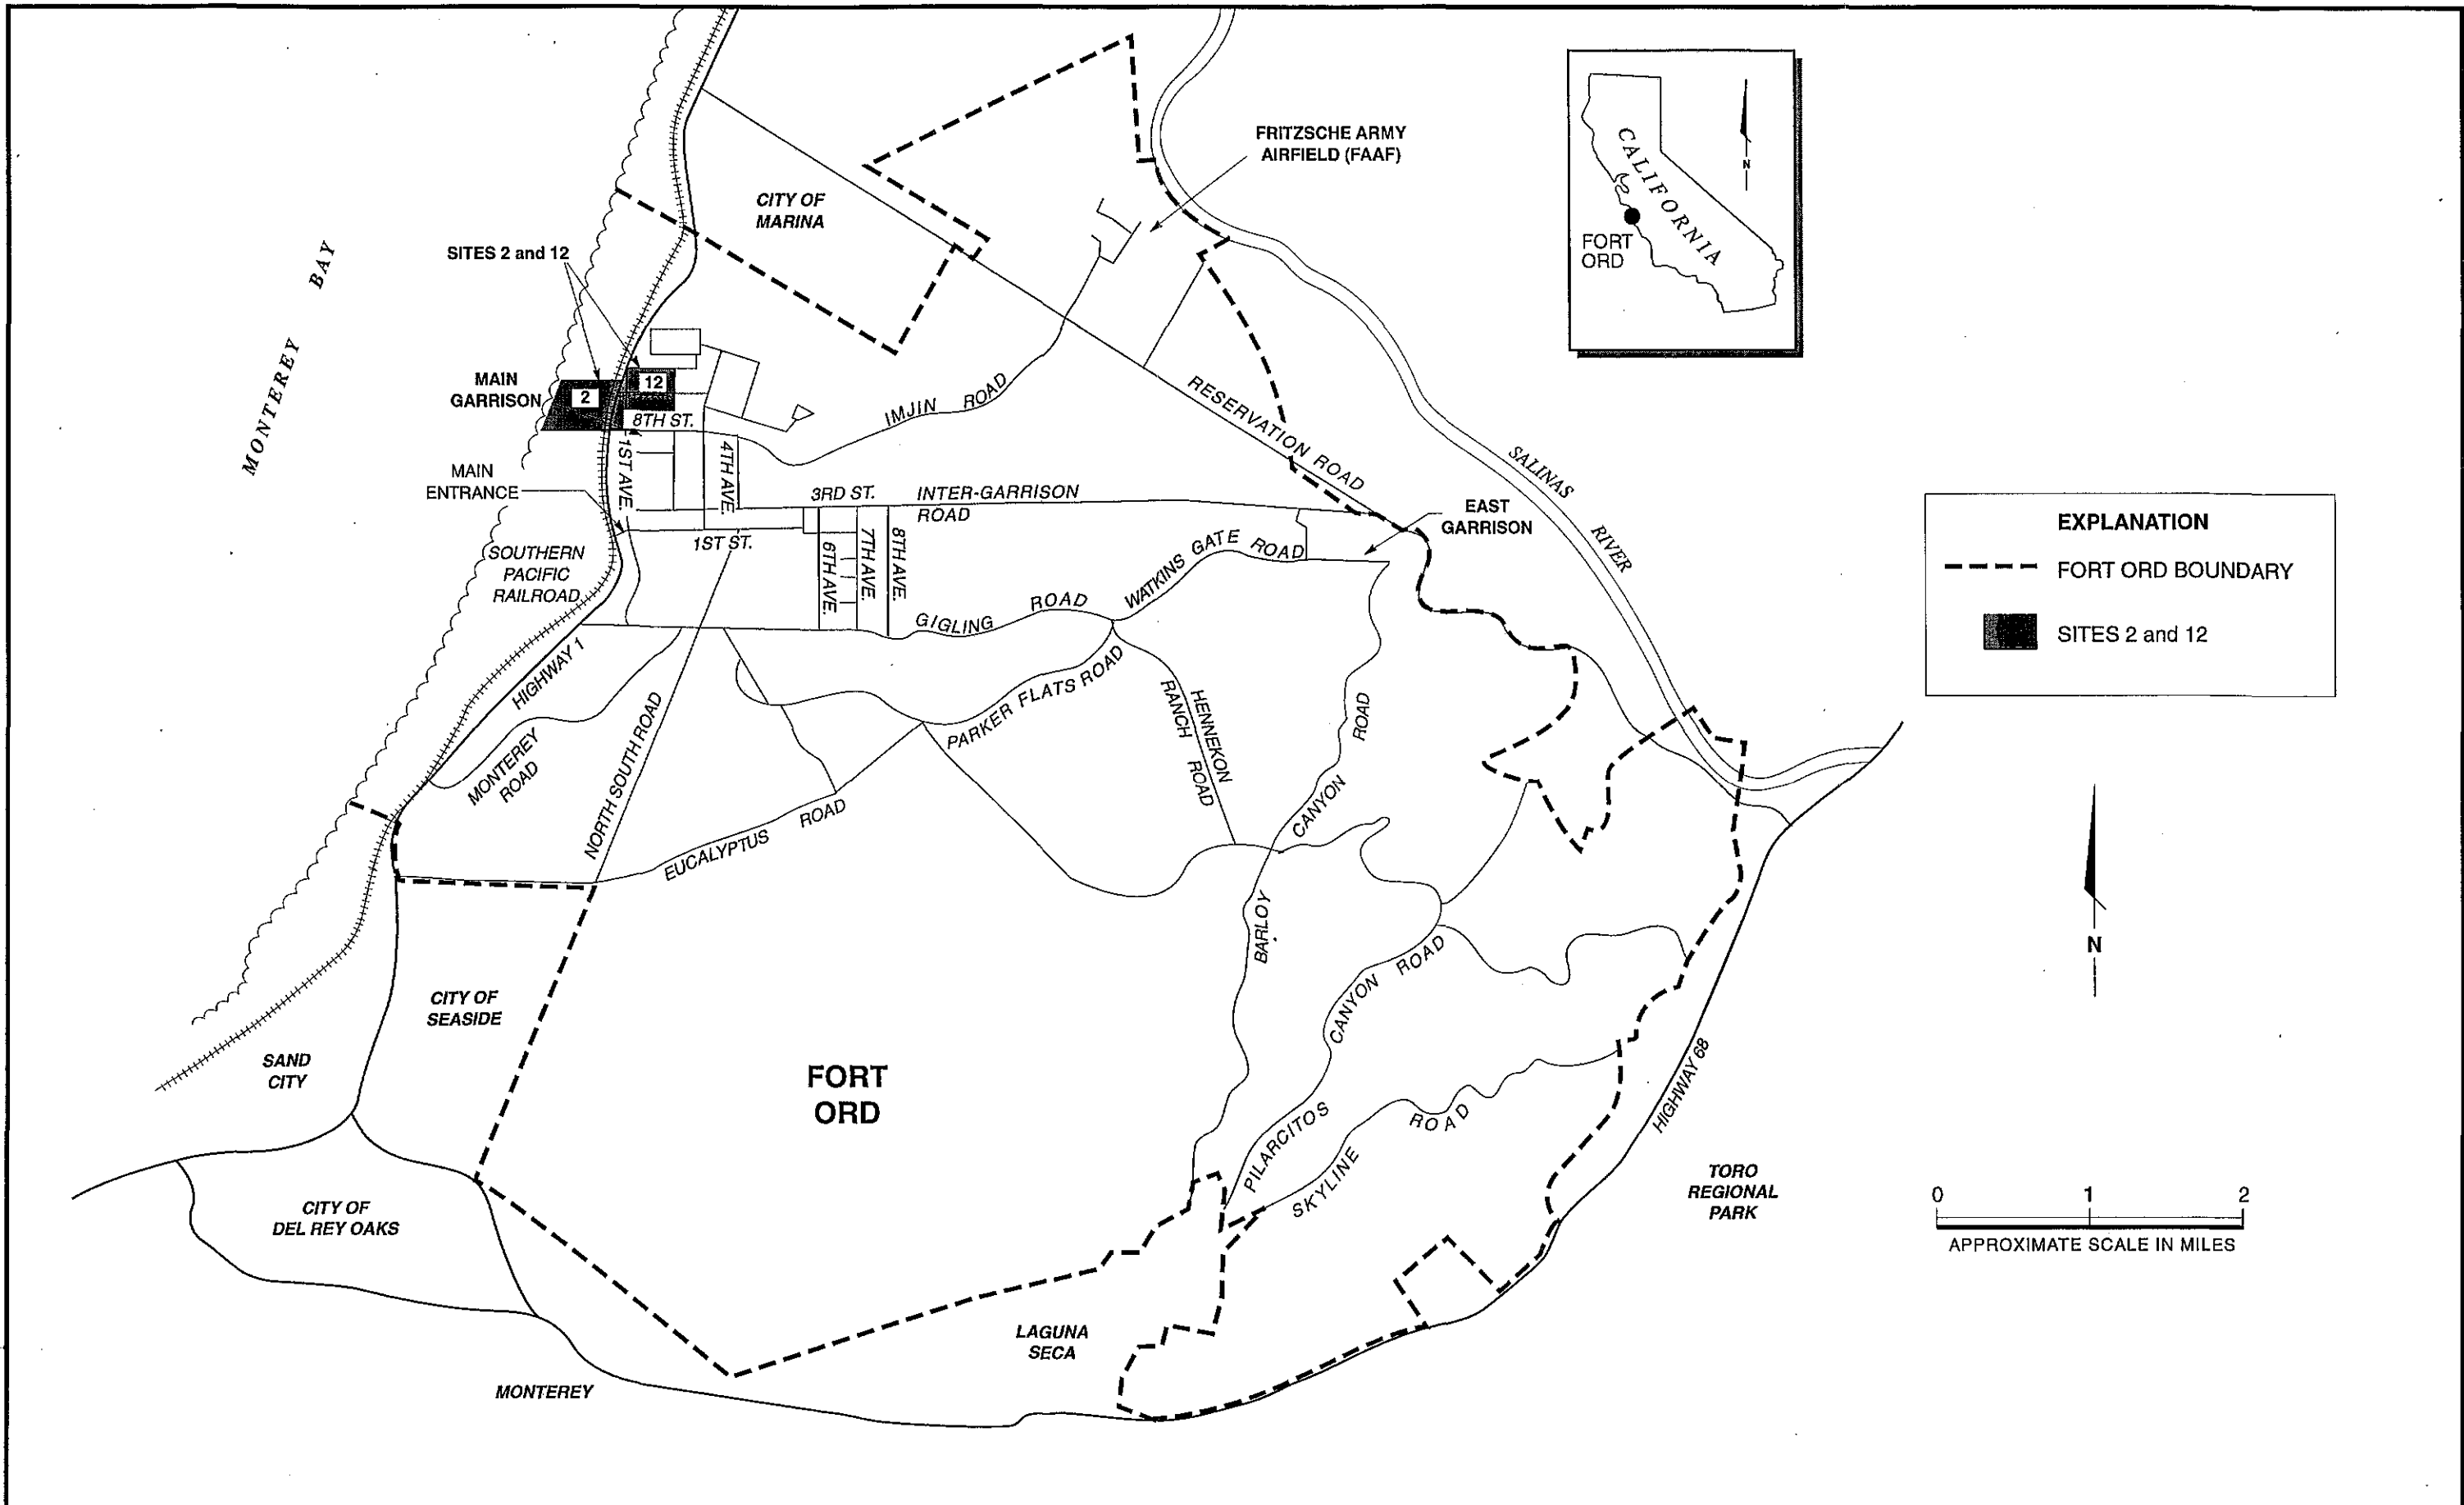 FRITZSCHE ARMY
AIRFIELD (FAAF)
N
CALIFORNIA
FORT
ORD
CITY OF
MARINA
SITES 2 and 12
MONTEREY BAY
MAIN
GARRISON
2
12
8TH ST.
IMJIN ROAD
RESERVATION ROAD
1ST AVE.
4TH AVE.
MAIN
ENTRANCE
3RD ST.
INTER-GARRISON
ROAD
1ST ST.
6TH AVE.
7TH AVE.
8TH AVE.
EAST
GARRISON
SALINAS
RIVER
EXPLANATION
FORT ORD BOUNDARY
SITES 2 and 12
SOUTHERN
PACIFIC
RAILROAD
WATKINS GATE ROAD
GIGLING ROAD
HIGHWAY 1
PARKER FLATS ROAD
HENNEKON
RANCH
ROAD
MONTEREY
ROAD
NORTH SOUTH ROAD
EUCALYPTUS ROAD
BARLOY CANYON ROAD
N
PILARCITOS CANYON ROAD
CITY OF
SEASIDE
SAND
CITY
FORT
ORD
SKYLINE ROAD
HIGHWAY 68
TORO
REGIONAL
PARK
0 1 2
APPROXIMATE SCALE IN MILES
CITY OF
DEL REY OAKS
LAGUNA
SECA
MONTEREY